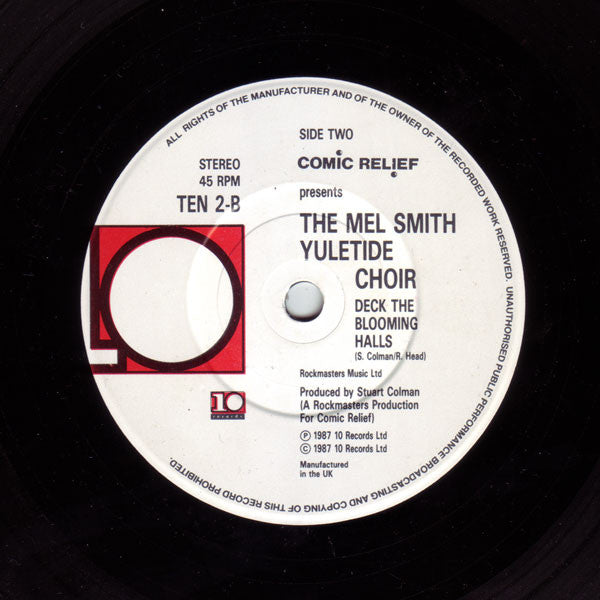 ALL RIGHTS OF THE MANUFACTURER AND OF THE OWNER OF THE RECORDED WORK RESERVED. UNAUTHORISED PUBLIC PERFORMANCE BROADCASTING AND COPYING OF THIS RECORD PROHIBITED.
SIDE TWO
STEREO
45 RPM
TEN 2-B
COMIC RELIEF
presents
THE MEL SMITH
YULETIDE
CHOIR
DECK THE
BLOOMING
HALLS
(S. Colman/R. Head)
Rockmasters Music Ltd
Produced by Stuart Colman
(A Rockmasters Production
For Comic Relief)
℗ 1987 10 Records Ltd
© 1987 10 Records Ltd
Manufactured
in the UK
10
10
records